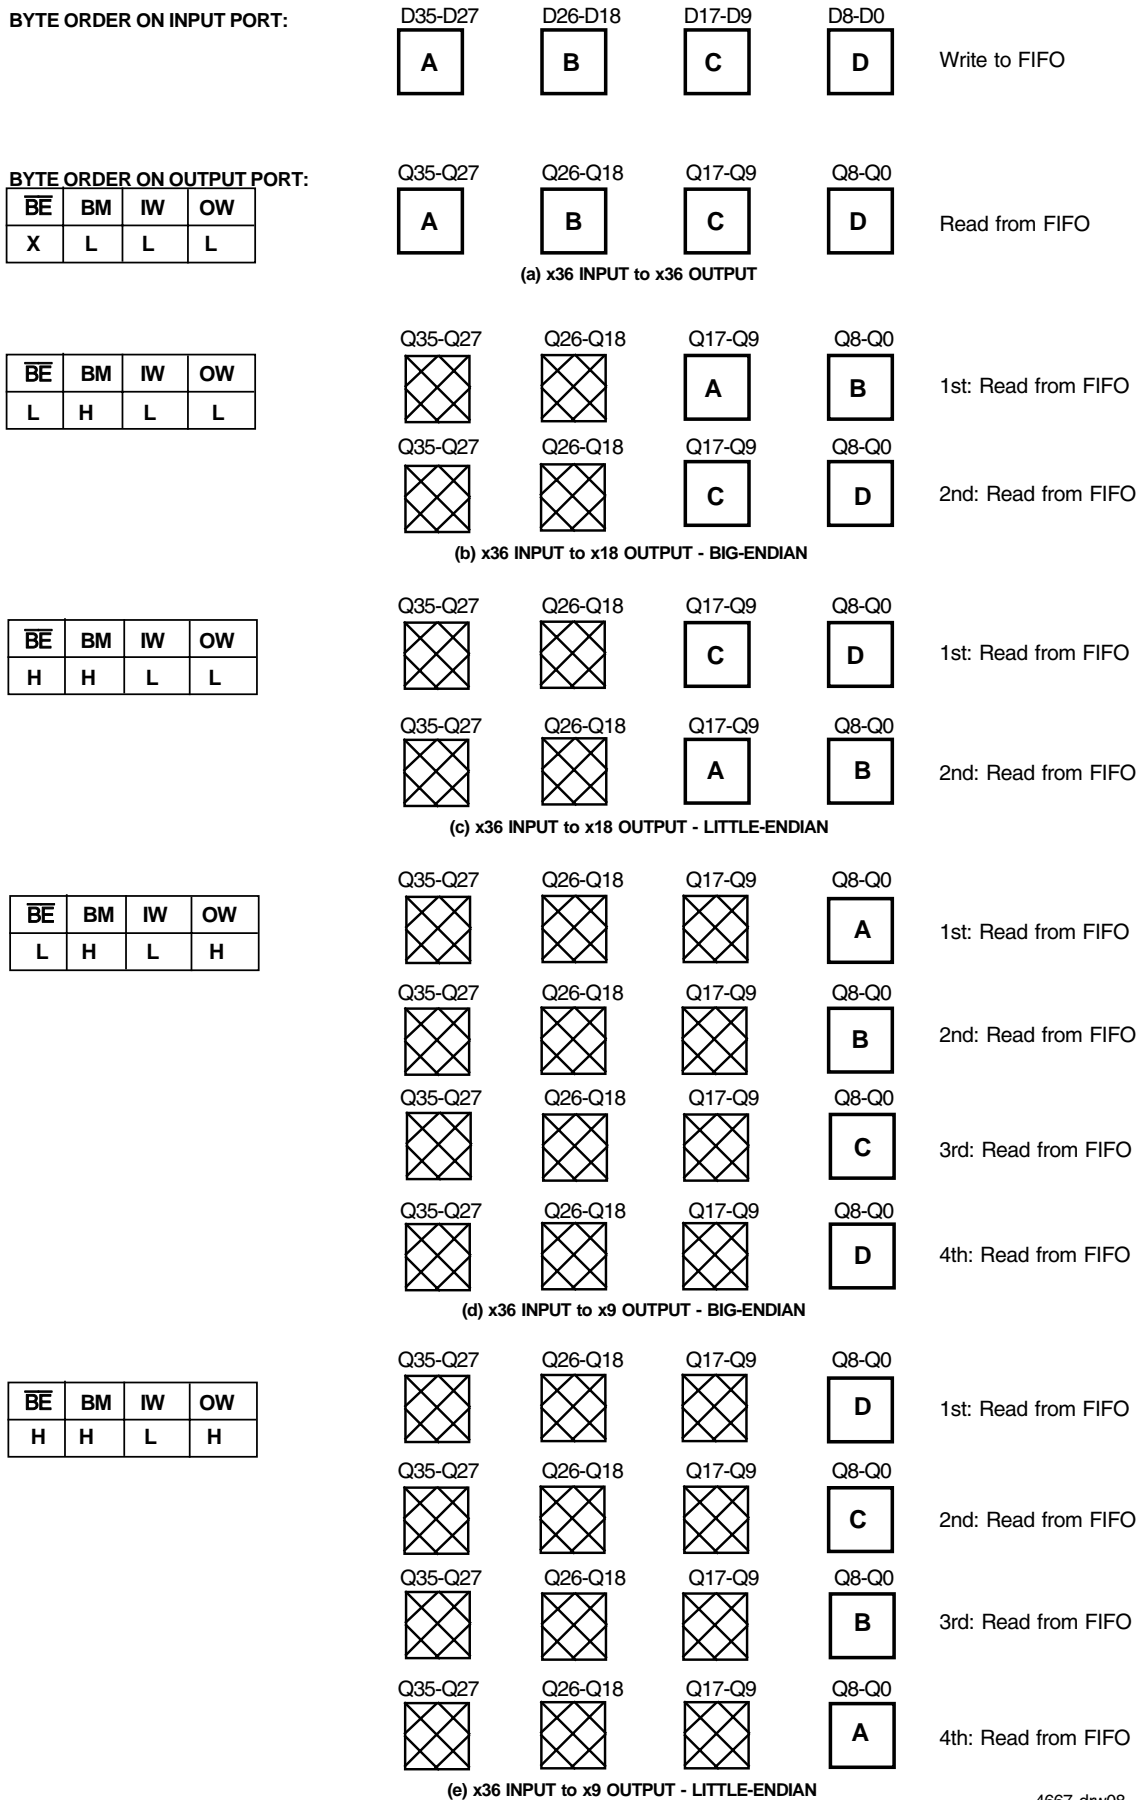 BYTE ORDER ON INPUT PORT:
D35-D27 D26-D18 D17-D9 D8-D0
A B C D Write to FIFO
BYTE ORDER ON OUTPUT PORT:
Q35-Q27 Q26-Q18 Q17-Q9 Q8-Q0
B̅E̅ BM IW OW
X L L L
A B C D Read from FIFO
(a) x36 INPUT to x36 OUTPUT
Q35-Q27 Q26-Q18 Q17-Q9 Q8-Q0
B̅E̅ BM IW OW
L H L L
A B 1st: Read from FIFO
Q35-Q27 Q26-Q18 Q17-Q9 Q8-Q0
C D 2nd: Read from FIFO
(b) x36 INPUT to x18 OUTPUT - BIG-ENDIAN
Q35-Q27 Q26-Q18 Q17-Q9 Q8-Q0
B̅E̅ BM IW OW
H H L L
C D 1st: Read from FIFO
Q35-Q27 Q26-Q18 Q17-Q9 Q8-Q0
A B 2nd: Read from FIFO
(c) x36 INPUT to x18 OUTPUT - LITTLE-ENDIAN
Q35-Q27 Q26-Q18 Q17-Q9 Q8-Q0
B̅E̅ BM IW OW
L H L H
A 1st: Read from FIFO
Q35-Q27 Q26-Q18 Q17-Q9 Q8-Q0
B 2nd: Read from FIFO
Q35-Q27 Q26-Q18 Q17-Q9 Q8-Q0
C 3rd: Read from FIFO
Q35-Q27 Q26-Q18 Q17-Q9 Q8-Q0
D 4th: Read from FIFO
(d) x36 INPUT to x9 OUTPUT - BIG-ENDIAN
Q35-Q27 Q26-Q18 Q17-Q9 Q8-Q0
B̅E̅ BM IW OW
H H L H
D 1st: Read from FIFO
Q35-Q27 Q26-Q18 Q17-Q9 Q8-Q0
C 2nd: Read from FIFO
Q35-Q27 Q26-Q18 Q17-Q9 Q8-Q0
B 3rd: Read from FIFO
Q35-Q27 Q26-Q18 Q17-Q9 Q8-Q0
A 4th: Read from FIFO
(e) x36 INPUT to x9 OUTPUT - LITTLE-ENDIAN
4667 drw08